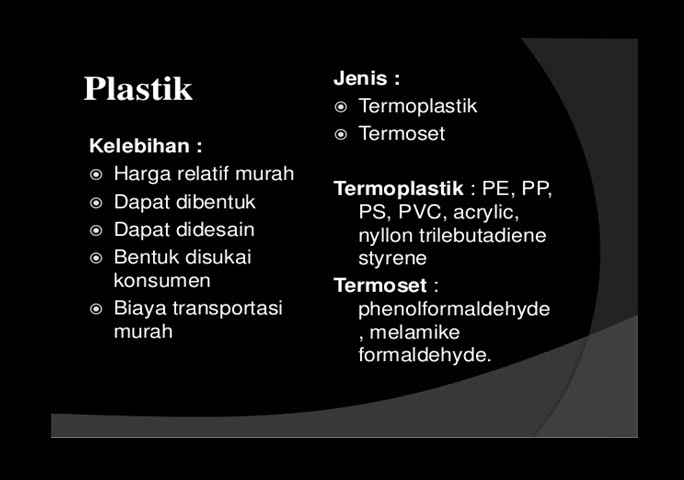 Plastik
Kelebihan :
Harga relatif murah
Dapat dibentuk
Dapat didesain
Bentuk disukai
konsumen
Biaya transportasi
murah
Jenis :
Termoplastik
Termoset
Termoplastik : PE, PP,
PS, PVC, acrylic,
nyllon trilebutadiene
styrene
Termoset :
phenolformaldehyde
, melamike
formaldehyde.